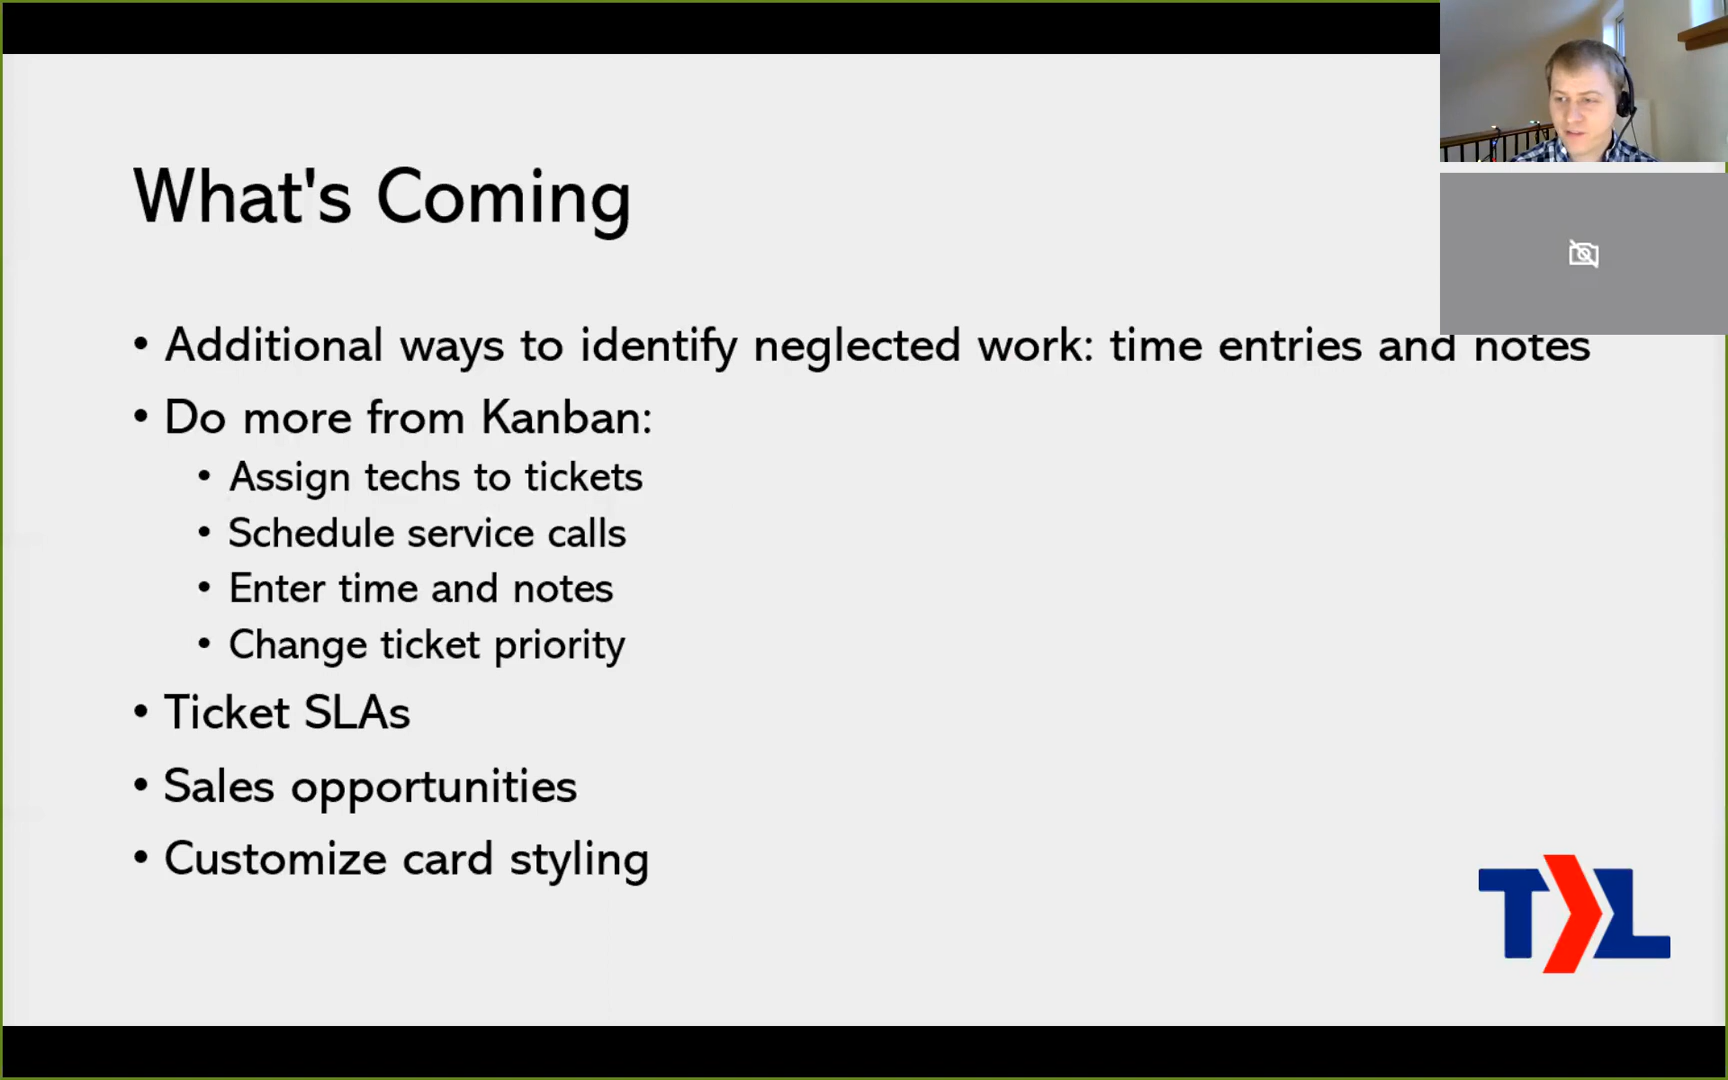 What's Coming
• Additional ways to identify neglected work: time entries and notes
• Do more from Kanban:
• Assign techs to tickets
• Schedule service calls
• Enter time and notes
• Change ticket priority
• Ticket SLAs
• Sales opportunities
• Customize card styling
T L